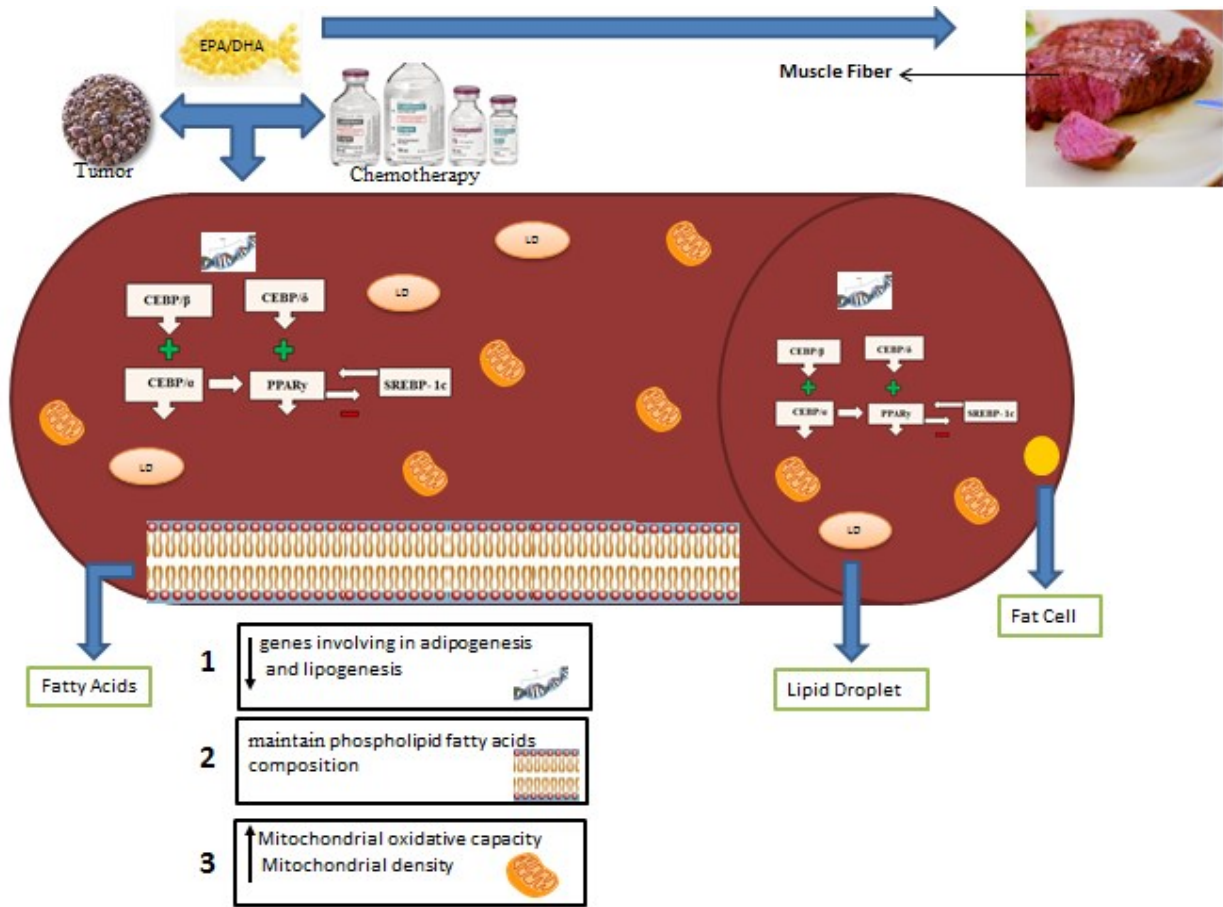 EPA/DHA
Muscle Fiber
Tumor
Chemotherapy
LD
LD
CEBP/β
CEBP/δ
CEBP/α
PPARγ
SREBP- 1c
LD
CEBP/β
CEBP/δ
CEBP/α
PPARγ
SREBP- 1c
LD
Fat Cell
Fatty Acids
Lipid Droplet
1
genes involving in adipogenesis
and lipogenesis
2
maintain phospholipid fatty acids
composition
3
Mitochondrial oxidative capacity
Mitochondrial density